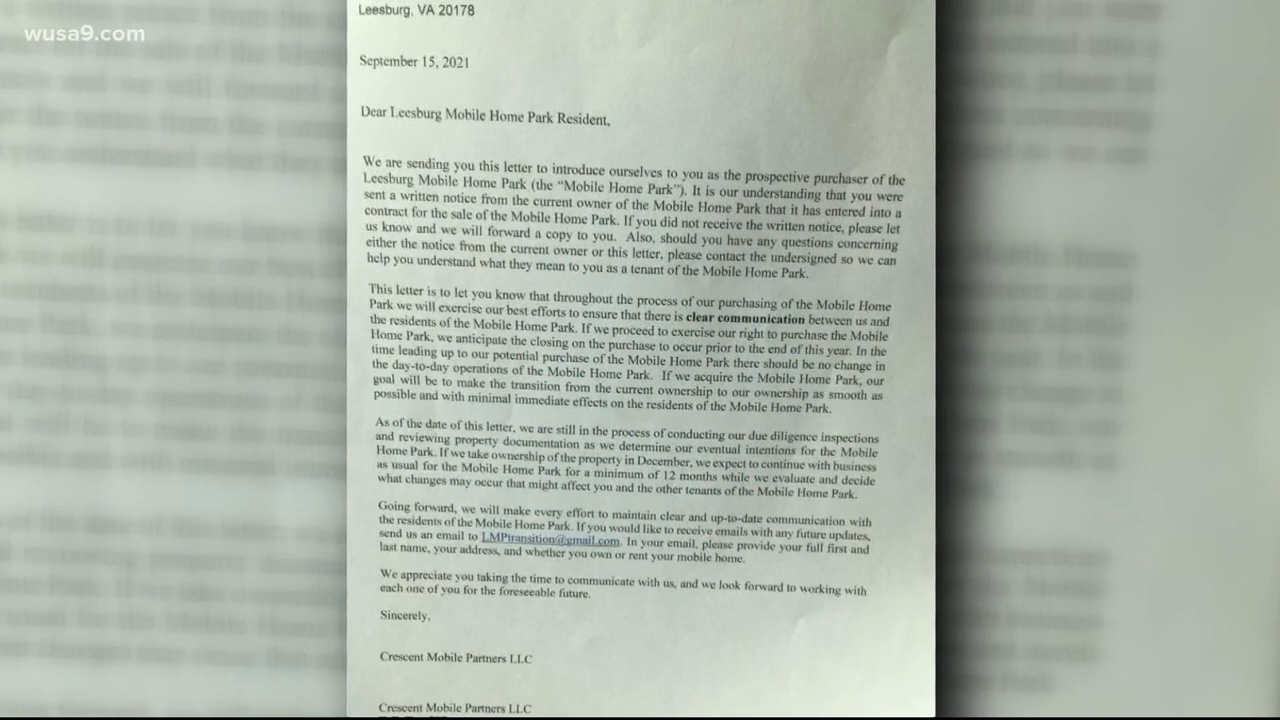 wusa9.com
Leesburg, VA 20178
September 15, 2021
Dear Leesburg Mobile Home Park Resident,
We are sending you this letter to introduce ourselves to you as the prospective purchaser of the
Leesburg Mobile Home Park (the “Mobile Home Park”). It is our understanding that you were
sent a written notice from the current owner of the Mobile Home Park that it has entered into a
contract for the sale of the Mobile Home Park. If you did not receive the written notice, please let
us know and we will forward a copy to you. Also, should you have any questions concerning
either the notice from the current owner or this letter, please contact the undersigned so we can
help you understand what they mean to you as a tenant of the Mobile Home Park.
This letter is to let you know that throughout the process of our purchasing of the Mobile Home
Park we will exercise our best efforts to ensure that there is clear communication between us and
the residents of the Mobile Home Park. If we proceed to exercise our right to purchase the Mobile
Home Park, we anticipate the closing on the purchase to occur prior to the end of this year. In the
time leading up to our potential purchase of the Mobile Home Park there should be no change in
the day-to-day operations of the Mobile Home Park. If we acquire the Mobile Home Park, our
goal will be to make the transition from the current ownership to our ownership as smooth as
possible and with minimal immediate effects on the residents of the Mobile Home Park.
As of the date of this letter, we are still in the process of conducting our due diligence inspections
and reviewing property documentation as we determine our eventual intentions for the Mobile
Home Park. If we take ownership of the property in December, we expect to continue with business
as usual for the Mobile Home Park for a minimum of 12 months while we evaluate and decide
what changes may occur that might affect you and the other tenants of the Mobile Home Park.
Going forward, we will make every effort to maintain clear and up-to-date communication with
the residents of the Mobile Home Park. If you would like to receive emails with any future updates,
send us an email to LMPtransition@gmail.com. In your email, please provide your full first and
last name, your address, and whether you own or rent your mobile home.
We appreciate you taking the time to communicate with us, and we look forward to working with
each one of you for the foreseeable future.
Sincerely,
Crescent Mobile Partners LLC
Crescent Mobile Partners LLC